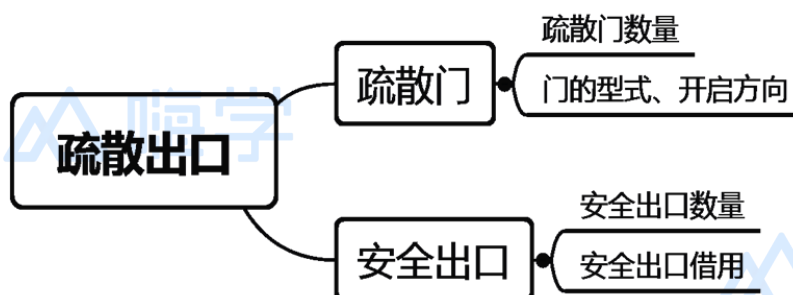 疏散门数量
疏散门
门的型式、开启方向
嗨学
疏散出口
安全出口数量
安全出口
安全出口借用